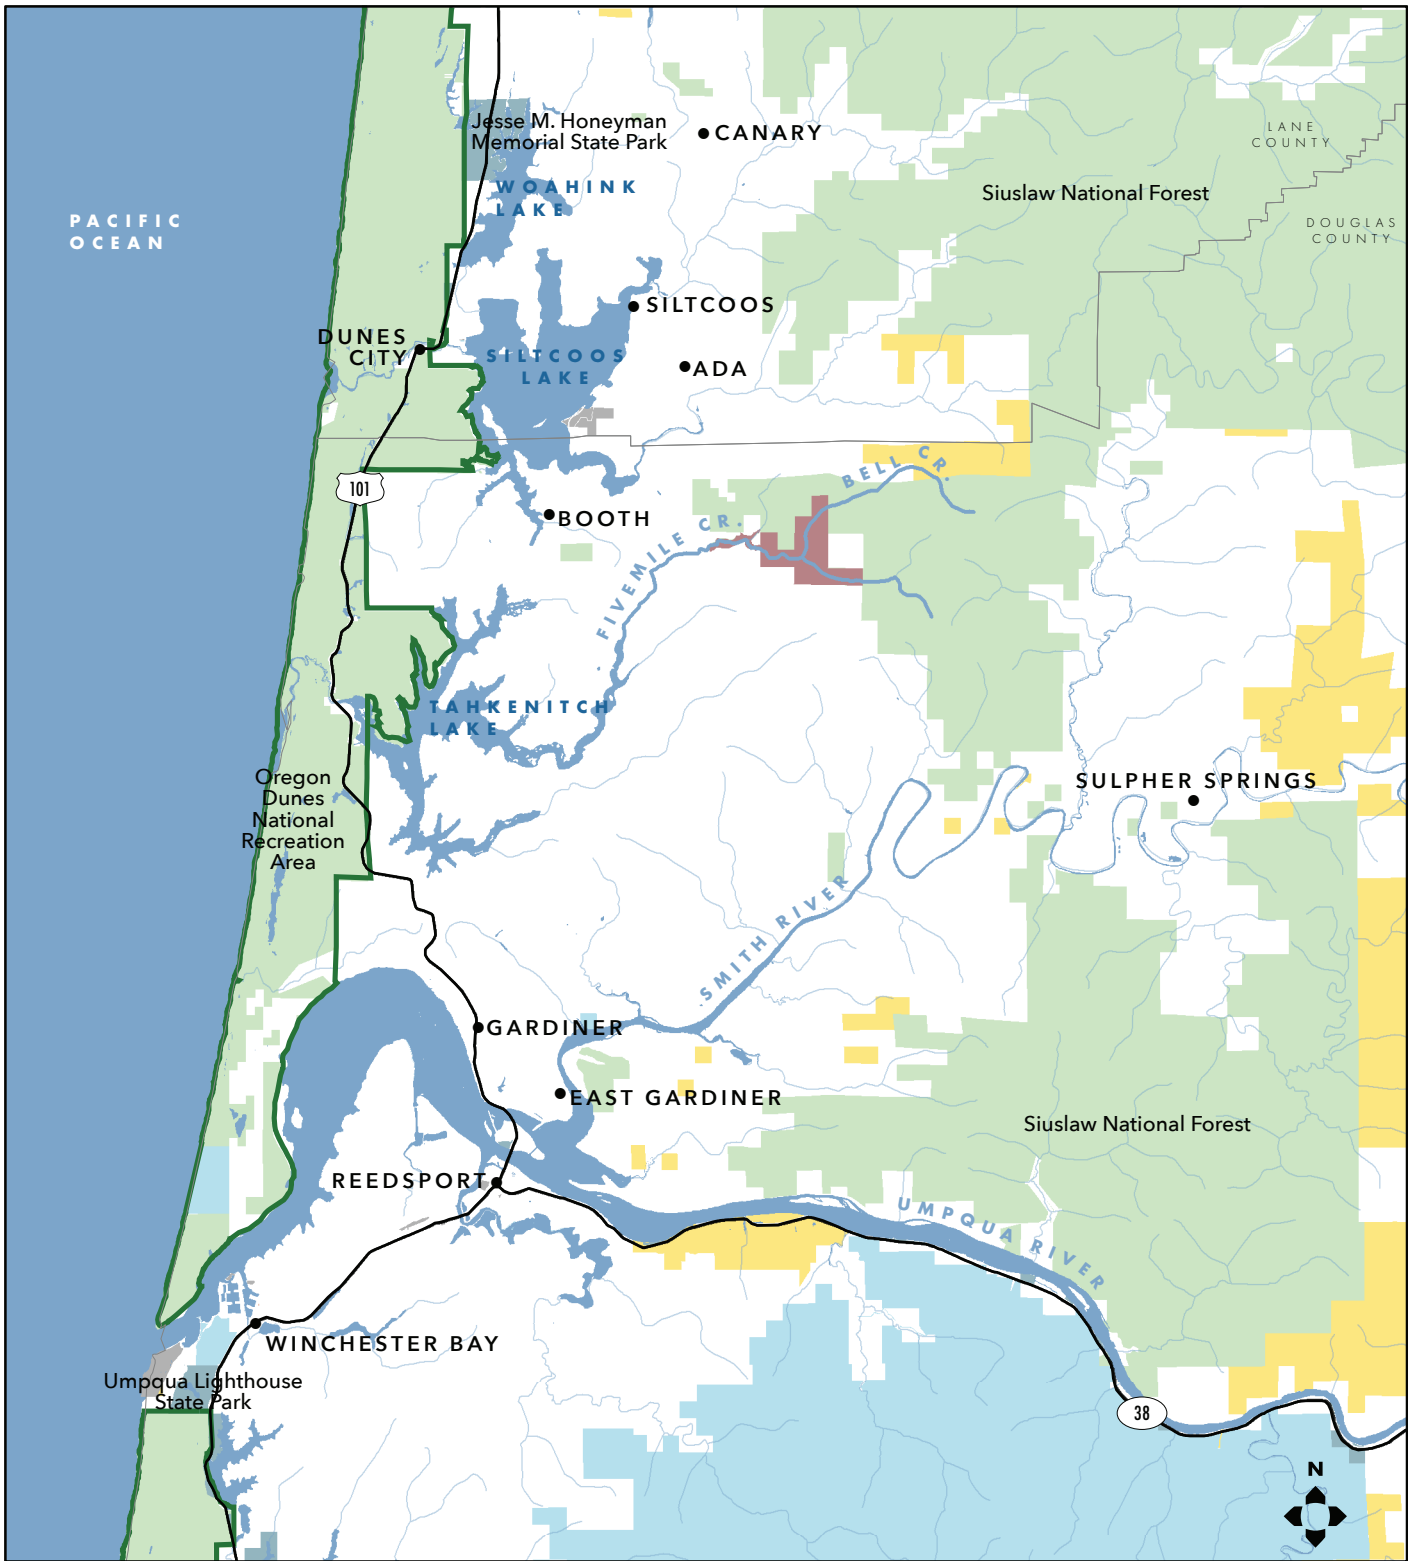 Jesse M. Honeyman
Memorial State Park
CANARY
LANE
COUNTY
WOAHINK
LAKE
Siuslaw National Forest
PACIFIC
OCEAN
DOUGLAS
COUNTY
SILTCOOS
DUNES
CITY
SILTCOOS
LAKE
ADA
BELL CR.
101
BOOTH
FIVEMILE CR.
TAHKENITCH
LAKE
Oregon
Dunes
National
Recreation
Area
SULPHER SPRINGS
SMITH RIVER
GARDINER
EAST GARDINER
Siuslaw National Forest
REEDSPORT
UMPQUA RIVER
WINCHESTER BAY
Umpqua Lighthouse
State Park
38
N